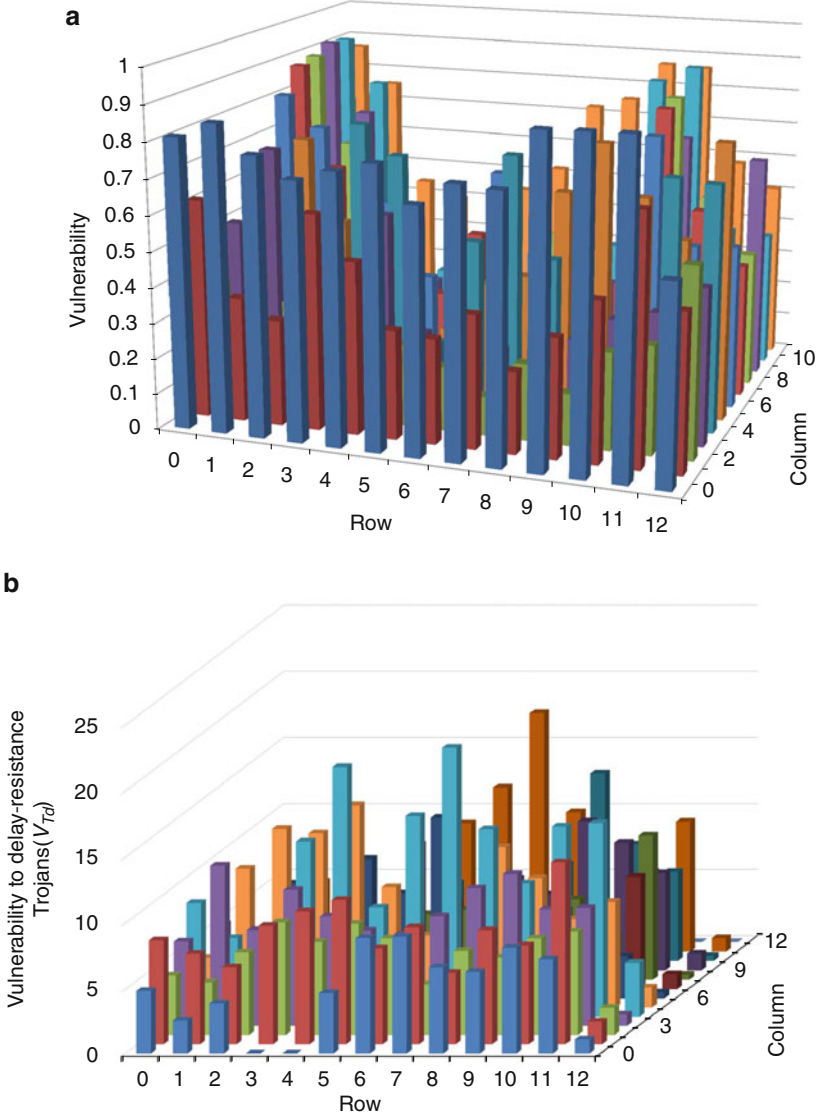 a
1
0.9
0.8
0.7
0.6
0.5
0.4
0.3
0.2
0.1
0
Vulnerability
0 1 2 3 4 5 6 7 8 9 10 11 12
Row
0
2
4
6
8
10
Column
b
25
20
15
10
5
0
Vulnerability to delay-resistance
Trojans(V_Td)
0 1 2 3 4 5 6 7 8 9 10 11 12
Row
0
3
6
9
12
Column